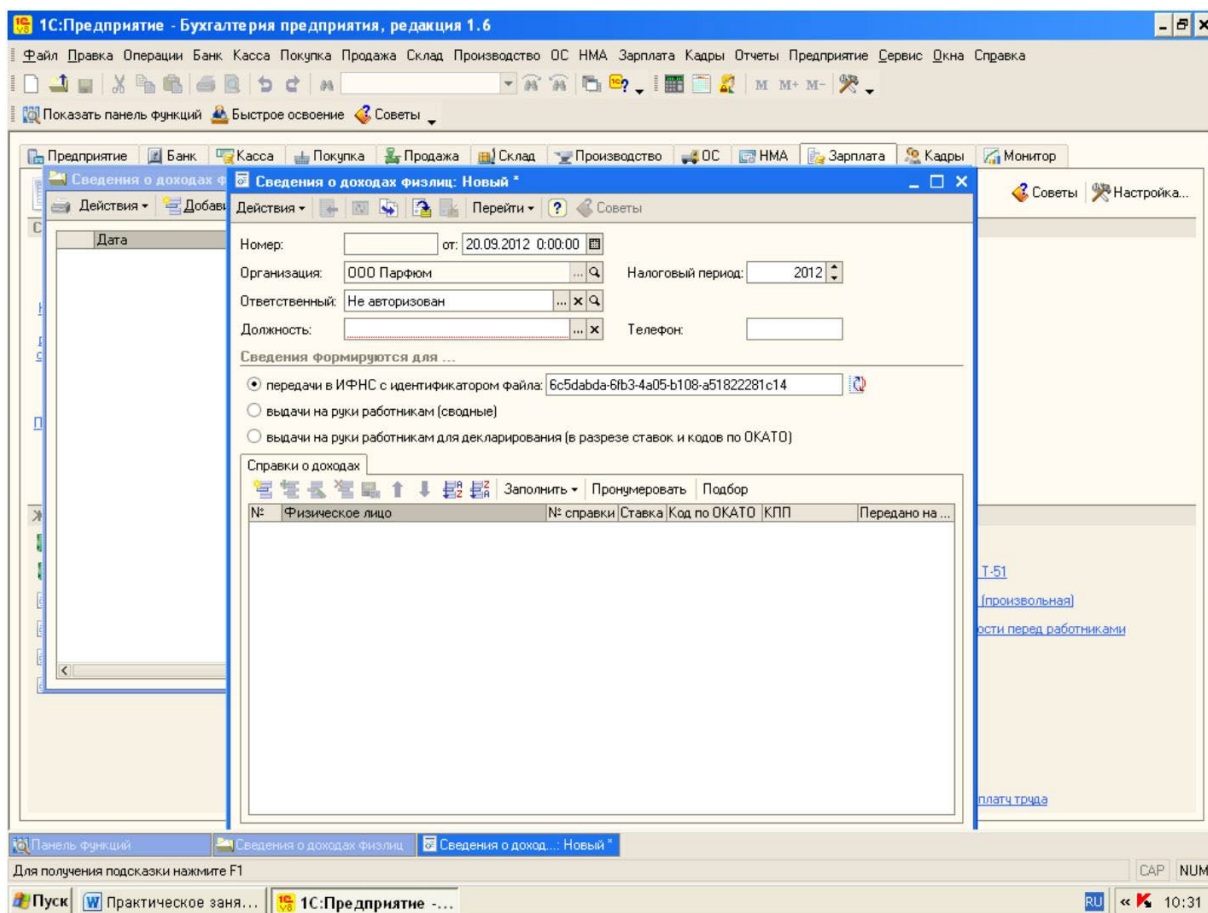 1С:Предприятие - Бухгалтерия предприятия, редакция 1.6
Файл Правка Операции Банк Касса Покупка Продажа Склад Производство ОС НМА Зарплата Кадры Отчеты Предприятие Сервис Окна Справка
M M+ M-
Показать панель функций Быстрое освоение Советы
Предприятие Банк Касса Покупка Продажа Склад Производство ОС НМА Зарплата Кадры Монитор
Сведения о доходах ф
Сведения о доходах физлиц: Новый *
Советы Настройка...
Действия Добави
Действия Перейти Советы
Дата
Номер: от: 20.09.2012 0:00:00
Организация: ООО Парфюм Налоговый период: 2012
Ответственный: Не авторизован
Должность: Телефон:
Сведения формируются для ...
передачи в ИФНС с идентификатором файла: 6c5dabda-6fb3-4a05-b108-a51822281c14
выдачи на руки работникам (сводные)
выдачи на руки работникам для декларирования (в разрезе ставок и кодов по ОКАТО)
Справки о доходах
Заполнить Пронумеровать Подбор
№ Физическое лицо № справки Ставка Код по ОКАТО КПП Передано на ...
Т-51
(произвольная)
ости перед работниками
плату труда
Панель функций Сведения о доходах физлиц Сведения о доход...: Новый *
Для получения подсказки нажмите F1 CAP NUM
Пуск Практическое заня... 1С:Предприятие -... RU « 10:31